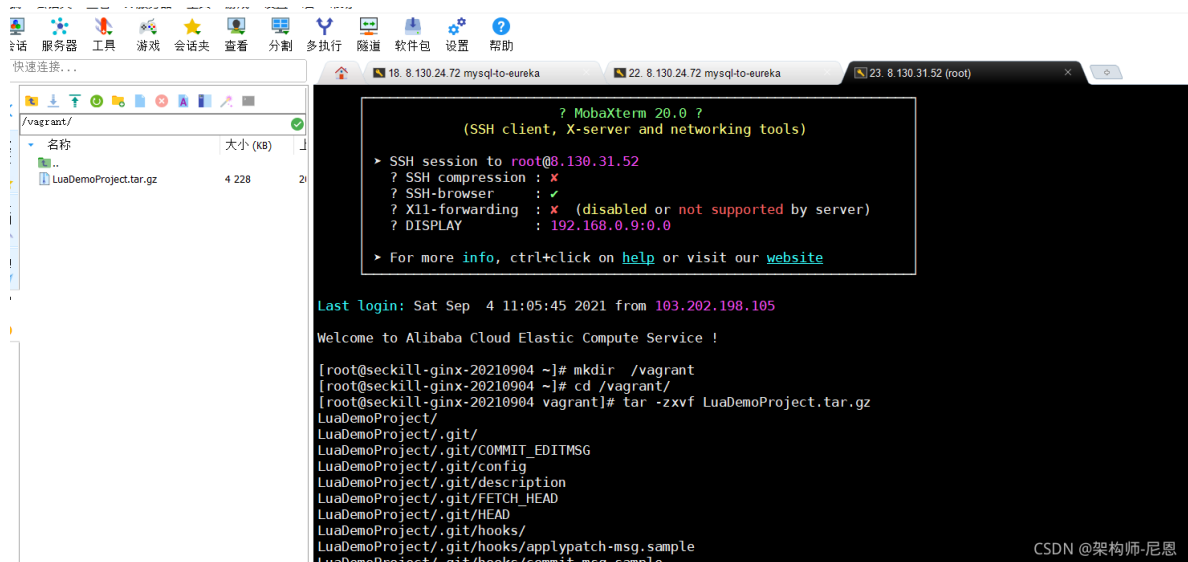 会话 服务器 工具 游戏 会话夹 查看 分割 多执行 隧道 软件包 设置 帮助
快速连接...
18. 8.130.24.72 mysql-to-eureka
22. 8.130.24.72 mysql-to-eureka
23. 8.130.31.52 (root)
/vagrant/
名称 大小 (KB)
..
LuaDemoProject.tar.gz 4 228
? MobaXterm 20.0 ?
(SSH client, X-server and networking tools)
➤ SSH session to root@8.130.31.52
? SSH compression : ✘
? SSH-browser : ✔
? X11-forwarding : ✘ (disabled or not supported by server)
? DISPLAY : 192.168.0.9:0.0
➤ For more info, ctrl+click on help or visit our website
Last login: Sat Sep  4 11:05:45 2021 from 103.202.198.105
Welcome to Alibaba Cloud Elastic Compute Service !
[root@seckill-ginx-20210904 ~]# mkdir  /vagrant
[root@seckill-ginx-20210904 ~]# cd /vagrant/
[root@seckill-ginx-20210904 vagrant]# tar -zxvf LuaDemoProject.tar.gz
LuaDemoProject/
LuaDemoProject/.git/
LuaDemoProject/.git/COMMIT_EDITMSG
LuaDemoProject/.git/config
LuaDemoProject/.git/description
LuaDemoProject/.git/FETCH_HEAD
LuaDemoProject/.git/HEAD
LuaDemoProject/.git/hooks/
LuaDemoProject/.git/hooks/applypatch-msg.sample
LuaDemoProject/.git/hooks/commit-msg.sample
CSDN @架构师-尼恩